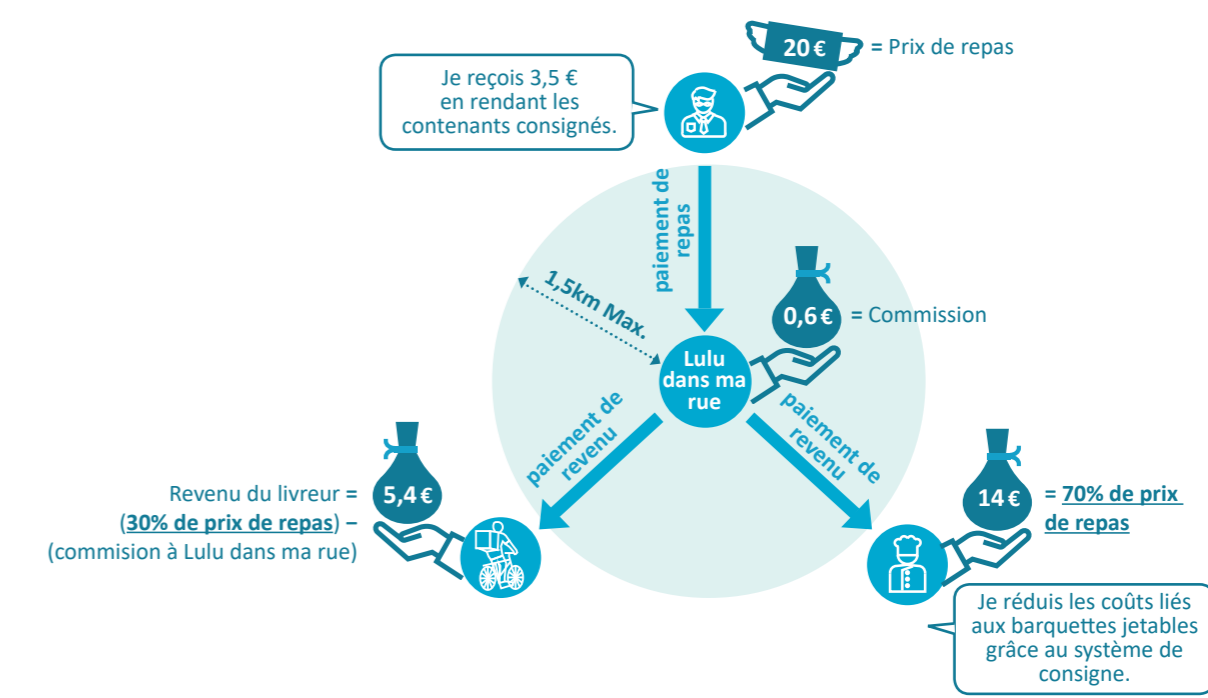 20 €
= Prix de repas
Je reçois 3,5 €
en rendant les
contenants consignés.
paiement de
repas
1,5km Max.
0,6 €
= Commission
Lulu
dans ma
rue
paiement de
revenu
paiement de
revenu
5,4 €
Revenu du livreur =
(30% de prix de repas) –
(commision à Lulu dans ma rue)
14 €
= 70% de prix
de repas
Je réduis les coûts liés
aux barquettes jetables
grâce au système de
consigne.